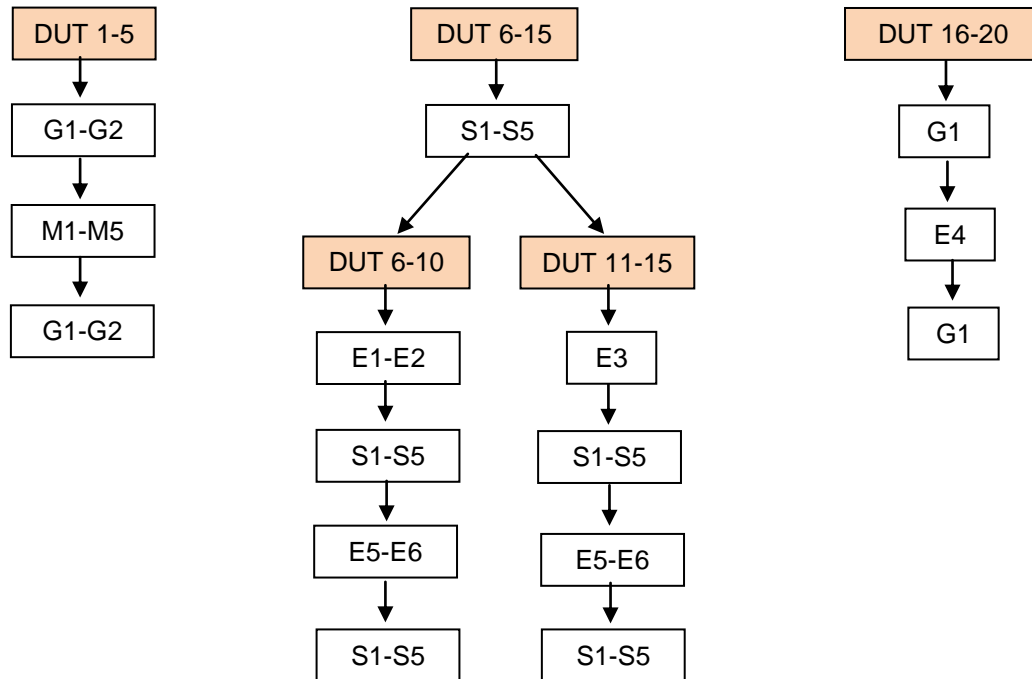 DUT 1-5
G1-G2
M1-M5
G1-G2
DUT 6-15
S1-S5
DUT 6-10
E1-E2
S1-S5
E5-E6
S1-S5
DUT 11-15
E3
S1-S5
E5-E6
S1-S5
DUT 16-20
G1
E4
G1